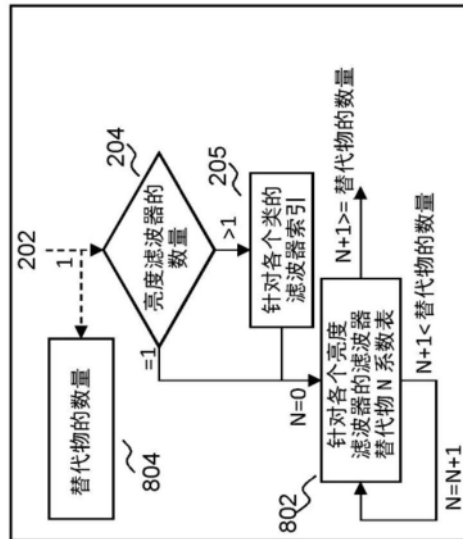 202
1
替代物的数量
804
204
亮度滤波器的
数量
=1
>1
205
针对各个类的
滤波器索引
N=0
802
针对各个亮度
滤波器的滤波器
替代物 N 系数表
N+1>= 替代物的数量
N+1< 替代物的数量
N=N+1